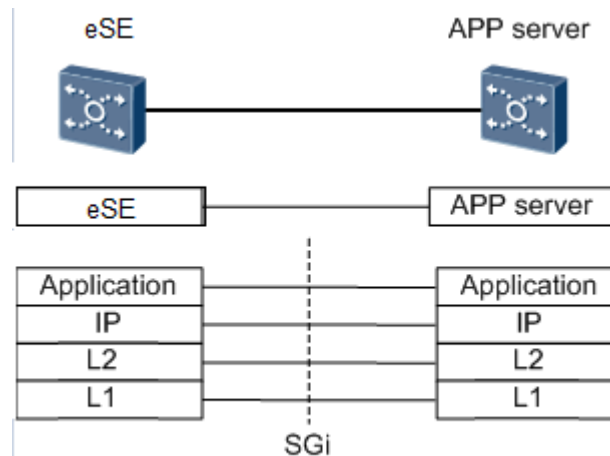 eSE APP server
eSE APP server
Application Application
IP IP
L2 L2
L1 L1
SGi